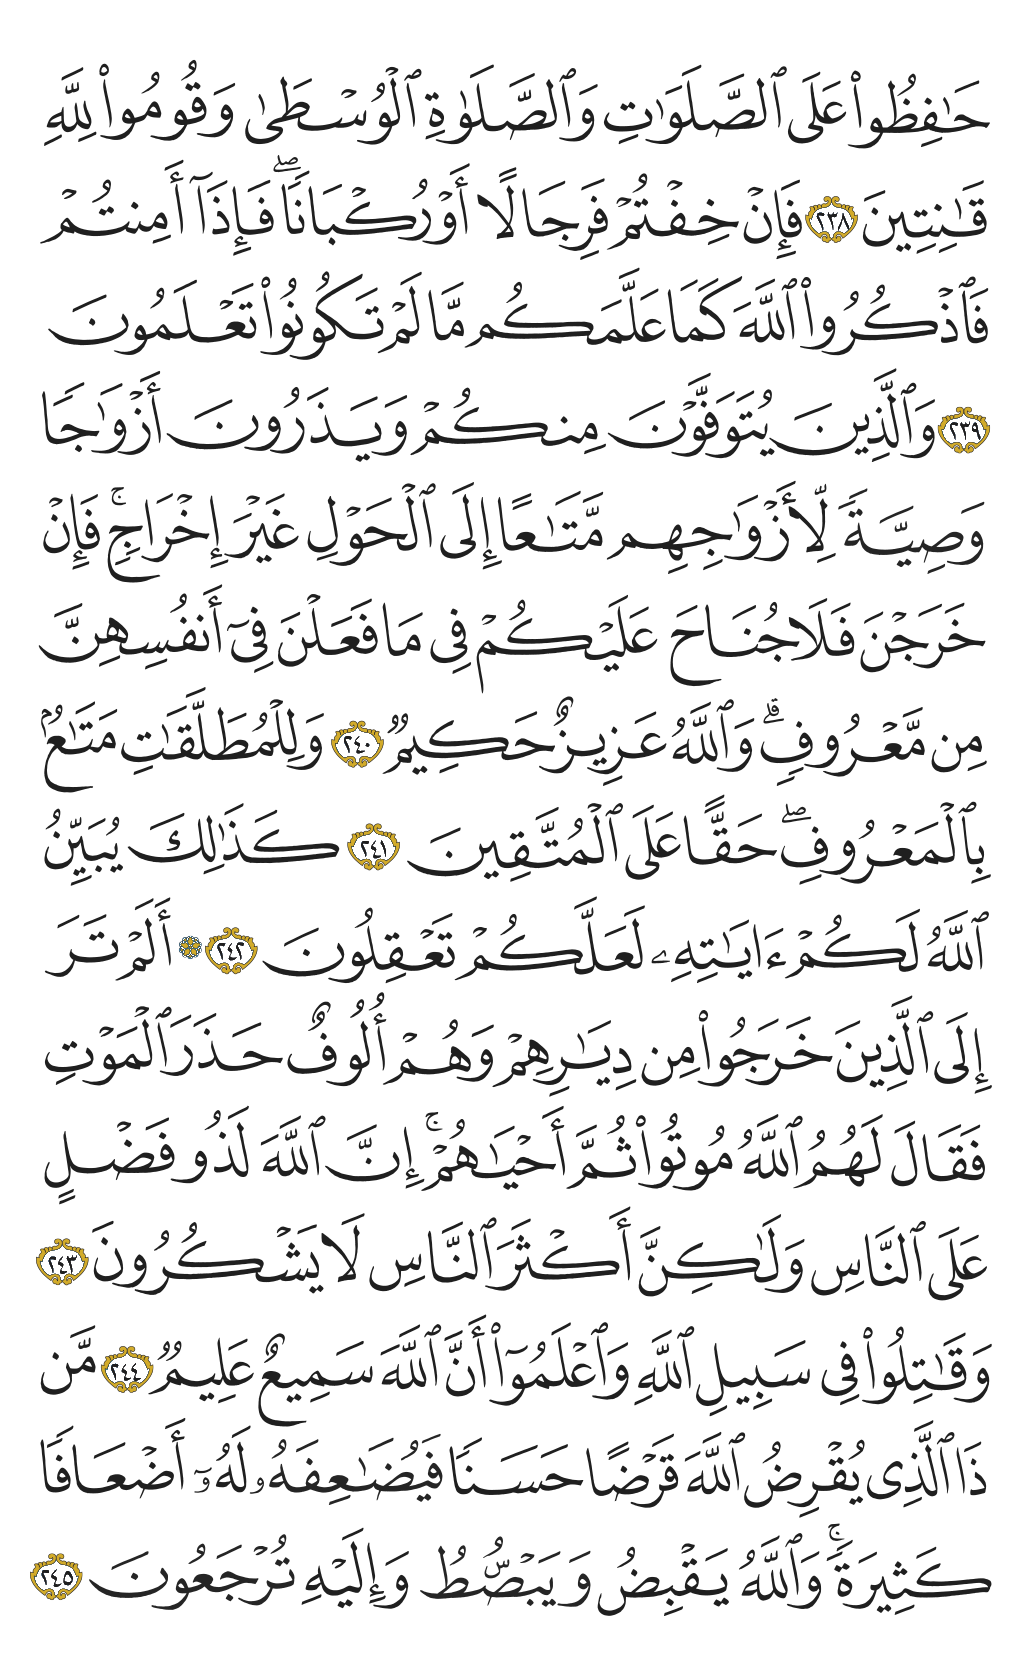 حَـٰفِظُوا۟ عَلَى ٱلصَّلَوَٰتِ وَٱلصَّلَوٰةِ ٱلْوُسْطَىٰ وَقُومُوا۟ لِلَّهِ
قَـٰنِتِينَ ٢٣٨ فَإِنْ خِفْتُمْ فَرِجَالًا أَوْ رُكْبَانًا ۖ فَإِذَآ أَمِنتُمْ
فَٱذْكُرُوا۟ ٱللَّهَ كَمَا عَلَّمَكُم مَّا لَمْ تَكُونُوا۟ تَعْلَمُونَ
٢٣٩ وَٱلَّذِينَ يُتَوَفَّوْنَ مِنكُمْ وَيَذَرُونَ أَزْوَٰجًا
وَصِيَّةً لِّأَزْوَٰجِهِم مَّتَـٰعًا إِلَى ٱلْحَوْلِ غَيْرَ إِخْرَاجٍ ۚ فَإِنْ
خَرَجْنَ فَلَا جُنَاحَ عَلَيْكُمْ فِى مَا فَعَلْنَ فِىٓ أَنفُسِهِنَّ
مِن مَّعْرُوفٍ ۗ وَٱللَّهُ عَزِيزٌ حَكِيمٌ ٢٤٠ وَلِلْمُطَلَّقَـٰتِ مَتَـٰعٌۢ
بِٱلْمَعْرُوفِ ۖ حَقًّا عَلَى ٱلْمُتَّقِينَ ٢٤١ كَذَٰلِكَ يُبَيِّنُ
ٱللَّهُ لَكُمْ ءَايَـٰتِهِۦ لَعَلَّكُمْ تَعْقِلُونَ ٢٤٢ ۞ أَلَمْ تَرَ
إِلَى ٱلَّذِينَ خَرَجُوا۟ مِن دِيَـٰرِهِمْ وَهُمْ أُلُوفٌ حَذَرَ ٱلْمَوْتِ
فَقَالَ لَهُمُ ٱللَّهُ مُوتُوا۟ ثُمَّ أَحْيَـٰهُمْ ۚ إِنَّ ٱللَّهَ لَذُو فَضْلٍ
عَلَى ٱلنَّاسِ وَلَـٰكِنَّ أَكْثَرَ ٱلنَّاسِ لَا يَشْكُرُونَ ٢٤٣
وَقَـٰتِلُوا۟ فِى سَبِيلِ ٱللَّهِ وَٱعْلَمُوٓا۟ أَنَّ ٱللَّهَ سَمِيعٌ عَلِيمٌ ٢٤٤ مَّن
ذَا ٱلَّذِى يُقْرِضُ ٱللَّهَ قَرْضًا حَسَنًا فَيُضَـٰعِفَهُۥ لَهُۥٓ أَضْعَافًا
كَثِيرَةً ۚ وَٱللَّهُ يَقْبِضُ وَيَبْصُۜطُ وَإِلَيْهِ تُرْجَعُونَ ٢٤٥